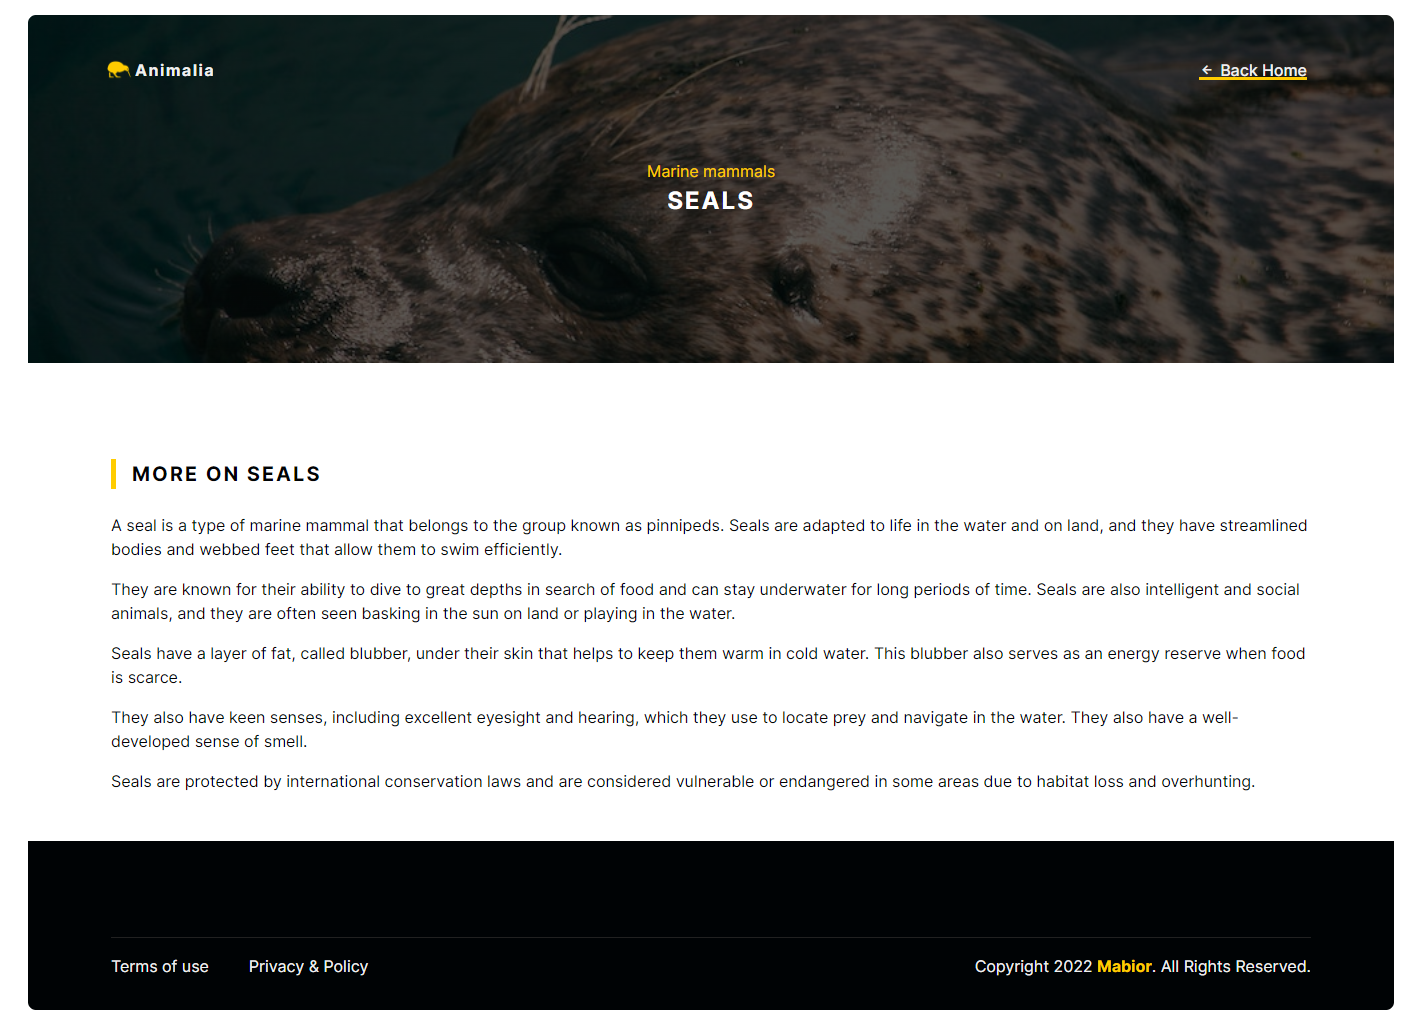 Animalia
← Back Home
Marine mammals
SEALS
MORE ON SEALS
A seal is a type of marine mammal that belongs to the group known as pinnipeds. Seals are adapted to life in the water and on land, and they have streamlined
bodies and webbed feet that allow them to swim efficiently.
They are known for their ability to dive to great depths in search of food and can stay underwater for long periods of time. Seals are also intelligent and social
animals, and they are often seen basking in the sun on land or playing in the water.
Seals have a layer of fat, called blubber, under their skin that helps to keep them warm in cold water. This blubber also serves as an energy reserve when food
is scarce.
They also have keen senses, including excellent eyesight and hearing, which they use to locate prey and navigate in the water. They also have a well-
developed sense of smell.
Seals are protected by international conservation laws and are considered vulnerable or endangered in some areas due to habitat loss and overhunting.
Terms of use Privacy & Policy Copyright 2022 Mabior. All Rights Reserved.